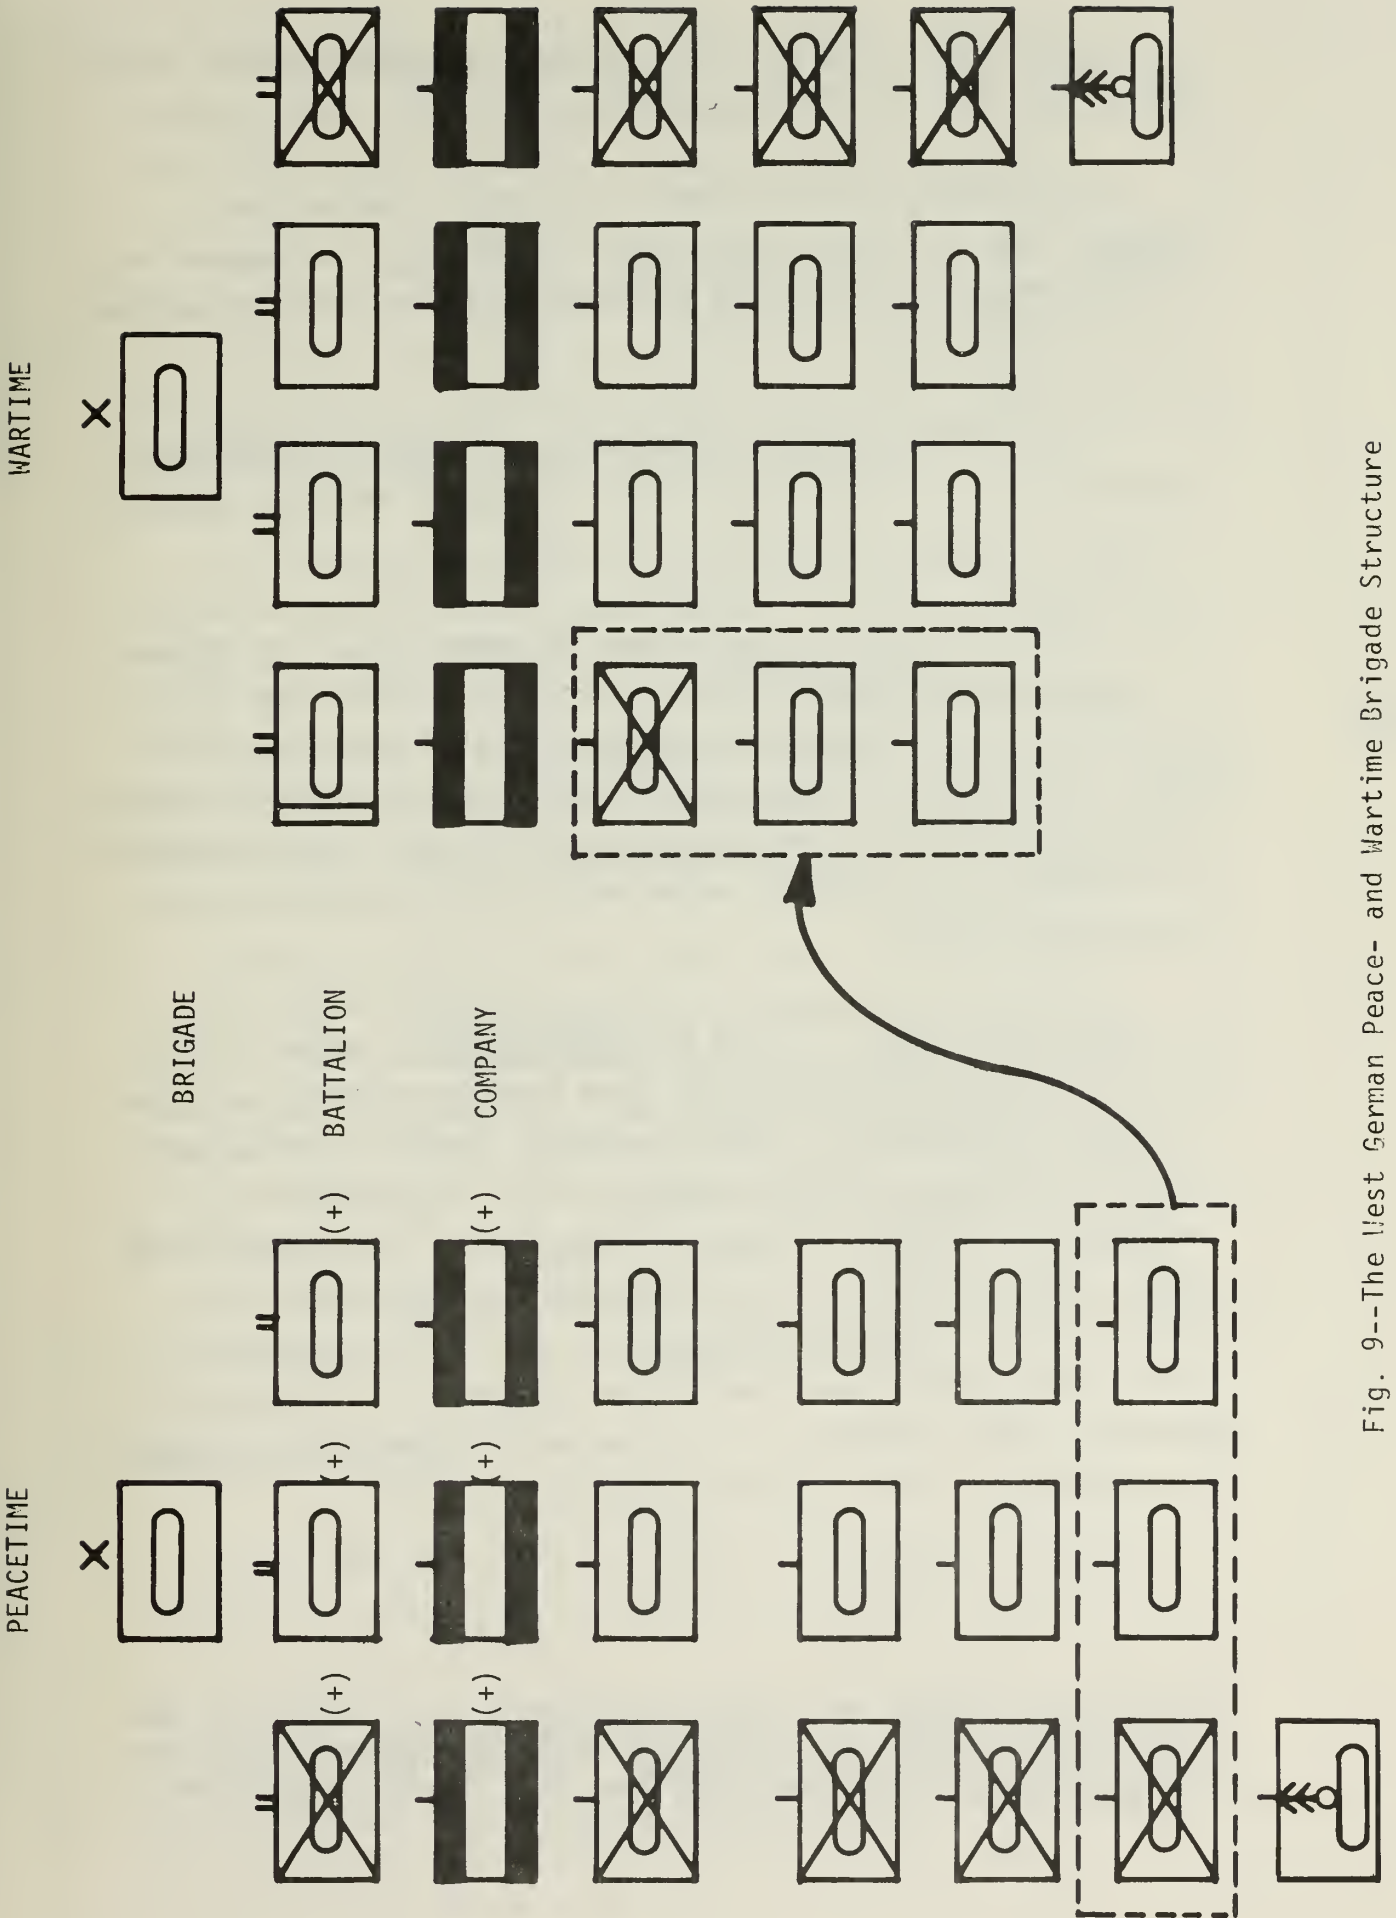 PEACETIME
WARTIME
BRIGADE
(+)
(+)
(+)
BATTALION
(+)
(+)
(+)
COMPANY
Fig. 9--The West German Peace- and Wartime Brigade Structure